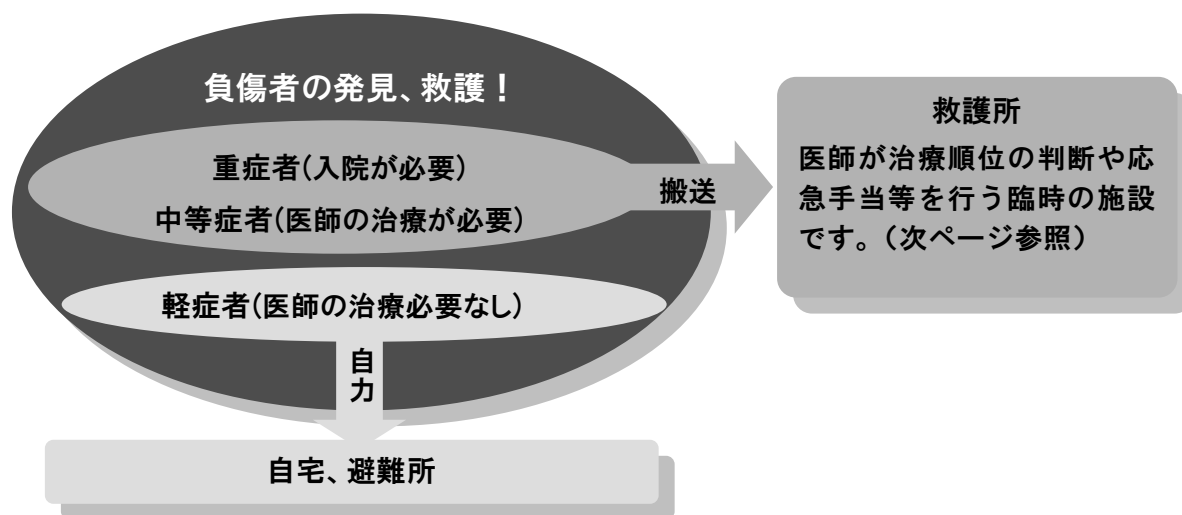 負傷者の発見、救護！
重症者(入院が必要)
中等症者(医師の治療が必要)
搬送
救護所
医師が治療順位の判断や応
急手当等を行う臨時の施設
です。（次ページ参照）
軽症者(医師の治療必要なし)
自力
自宅、避難所